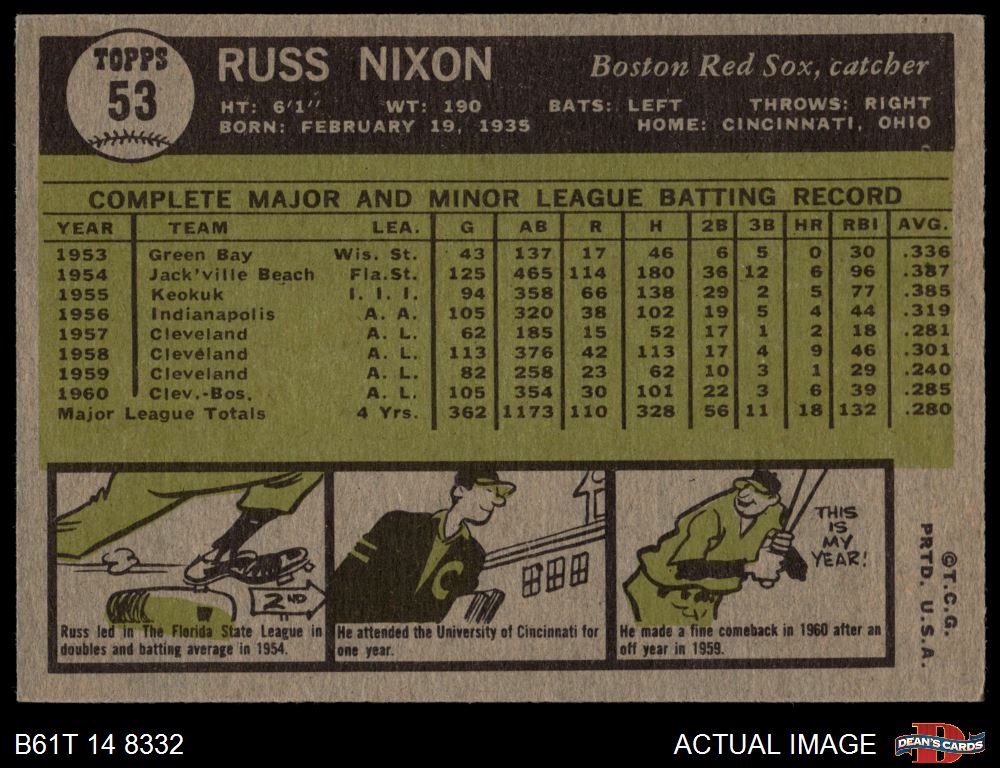 TOPPS
53
RUSS NIXON
Boston Red Sox, catcher
HT: 6'1" WT: 190 BATS: LEFT THROWS: RIGHT
BORN: FEBRUARY 19, 1935 HOME: CINCINNATI, OHIO
COMPLETE MAJOR AND MINOR LEAGUE BATTING RECORD
YEAR TEAM LEA. G AB R H 2B 3B HR RBI AVG.
1953 Green Bay Wis. St. 43 137 17 46 6 5 0 30 .336
1954 Jack'ville Beach Fla.St. 125 465 114 180 36 12 6 96 .387
1955 Keokuk I. I. I. 94 358 66 138 29 2 5 77 .385
1956 Indianapolis A. A. 105 320 38 102 19 5 4 44 .319
1957 Cleveland A. L. 62 185 15 52 17 1 2 18 .281
1958 Cleveland A. L. 113 376 42 113 17 4 9 46 .301
1959 Cleveland A. L. 82 258 23 62 10 3 1 29 .240
1960 Clev.-Bos. A. L. 105 354 30 101 22 3 6 39 .285
Major League Totals 4 Yrs. 362 1173 110 328 56 11 18 132 .280
2ND
Russ led in The Florida State League in
doubles and batting average in 1954.
C
He attended the University of Cincinnati for
one year.
THIS
IS
MY
YEAR!
He made a fine comeback in 1960 after an
off year in 1959.
©T.C.G.
PRTD. U.S.A.
B61T 14 8332
ACTUAL IMAGE
D
DEAN'S CARDS